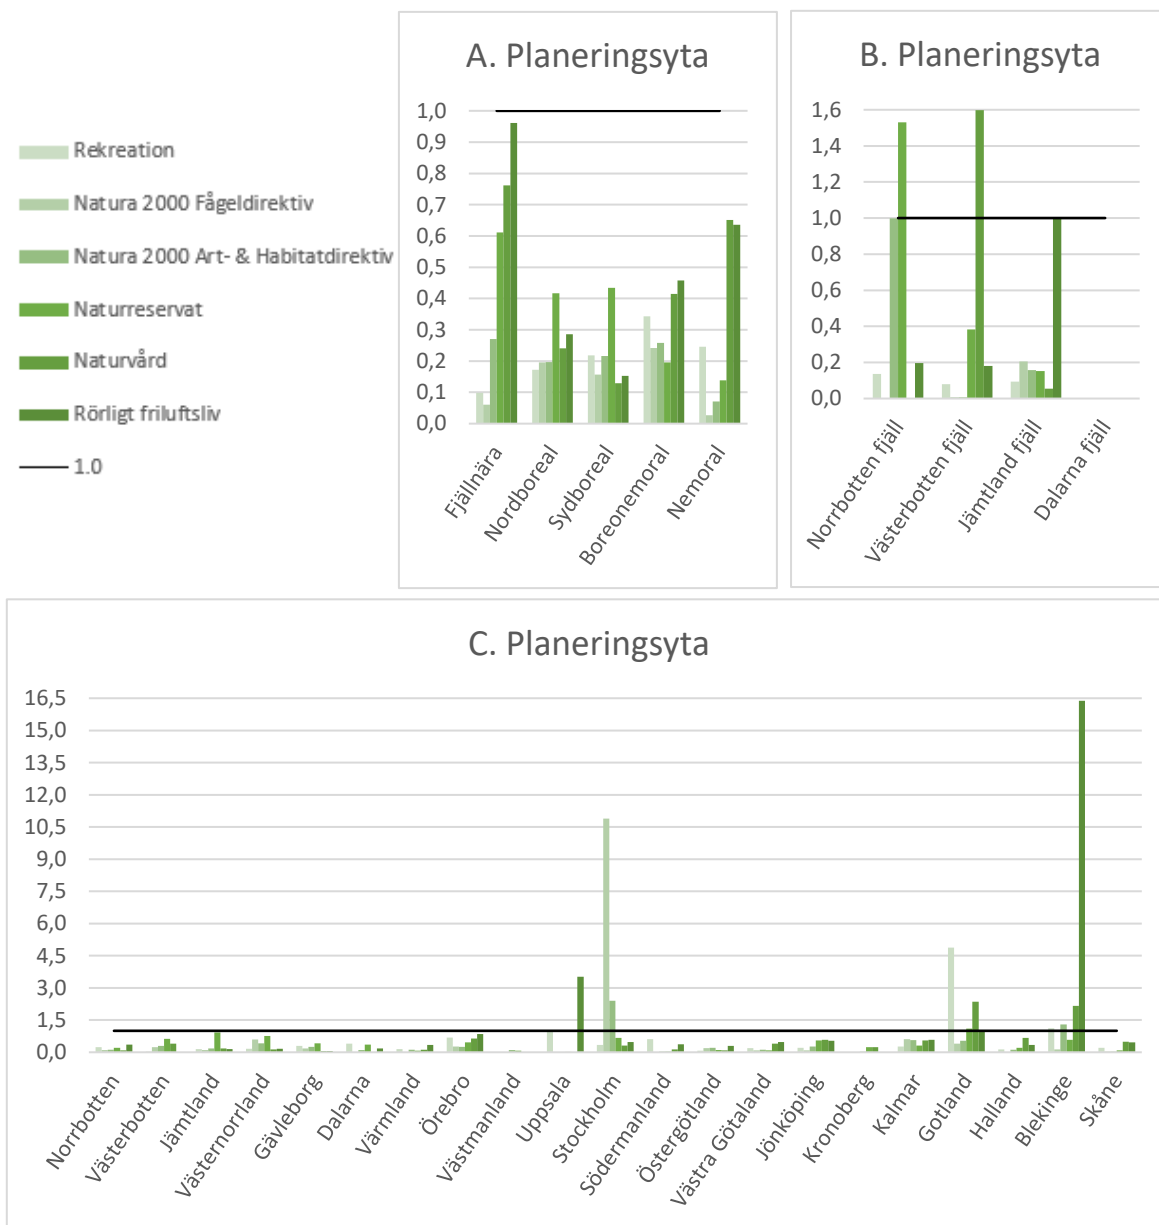 Rekreation
Natura 2000 Fågeldirektiv
Natura 2000 Art- & Habitatdirektiv
Naturreservat
Naturvård
Rörligt friluftsliv
1.0
A. Planeringsyta
1,0
0,9
0,8
0,7
0,6
0,5
0,4
0,3
0,2
0,1
0,0
Fjällnära
Nordboreal
Sydboreal
Boreonemoral
Nemoral
B. Planeringsyta
1,6
1,4
1,2
1,0
0,8
0,6
0,4
0,2
0,0
Norrbotten fjäll
Västerbotten fjäll
Jämtland fjäll
Dalarna fjäll
C. Planeringsyta
16,5
15,0
13,5
12,0
10,5
9,0
7,5
6,0
4,5
3,0
1,5
0,0
Norrbotten
Västerbotten
Jämtland
Västernorrland
Gävleborg
Dalarna
Värmland
Örebro
Västmanland
Uppsala
Stockholm
Södermanland
Östergötland
Västra Götaland
Jönköping
Kronoberg
Kalmar
Gotland
Halland
Blekinge
Skåne